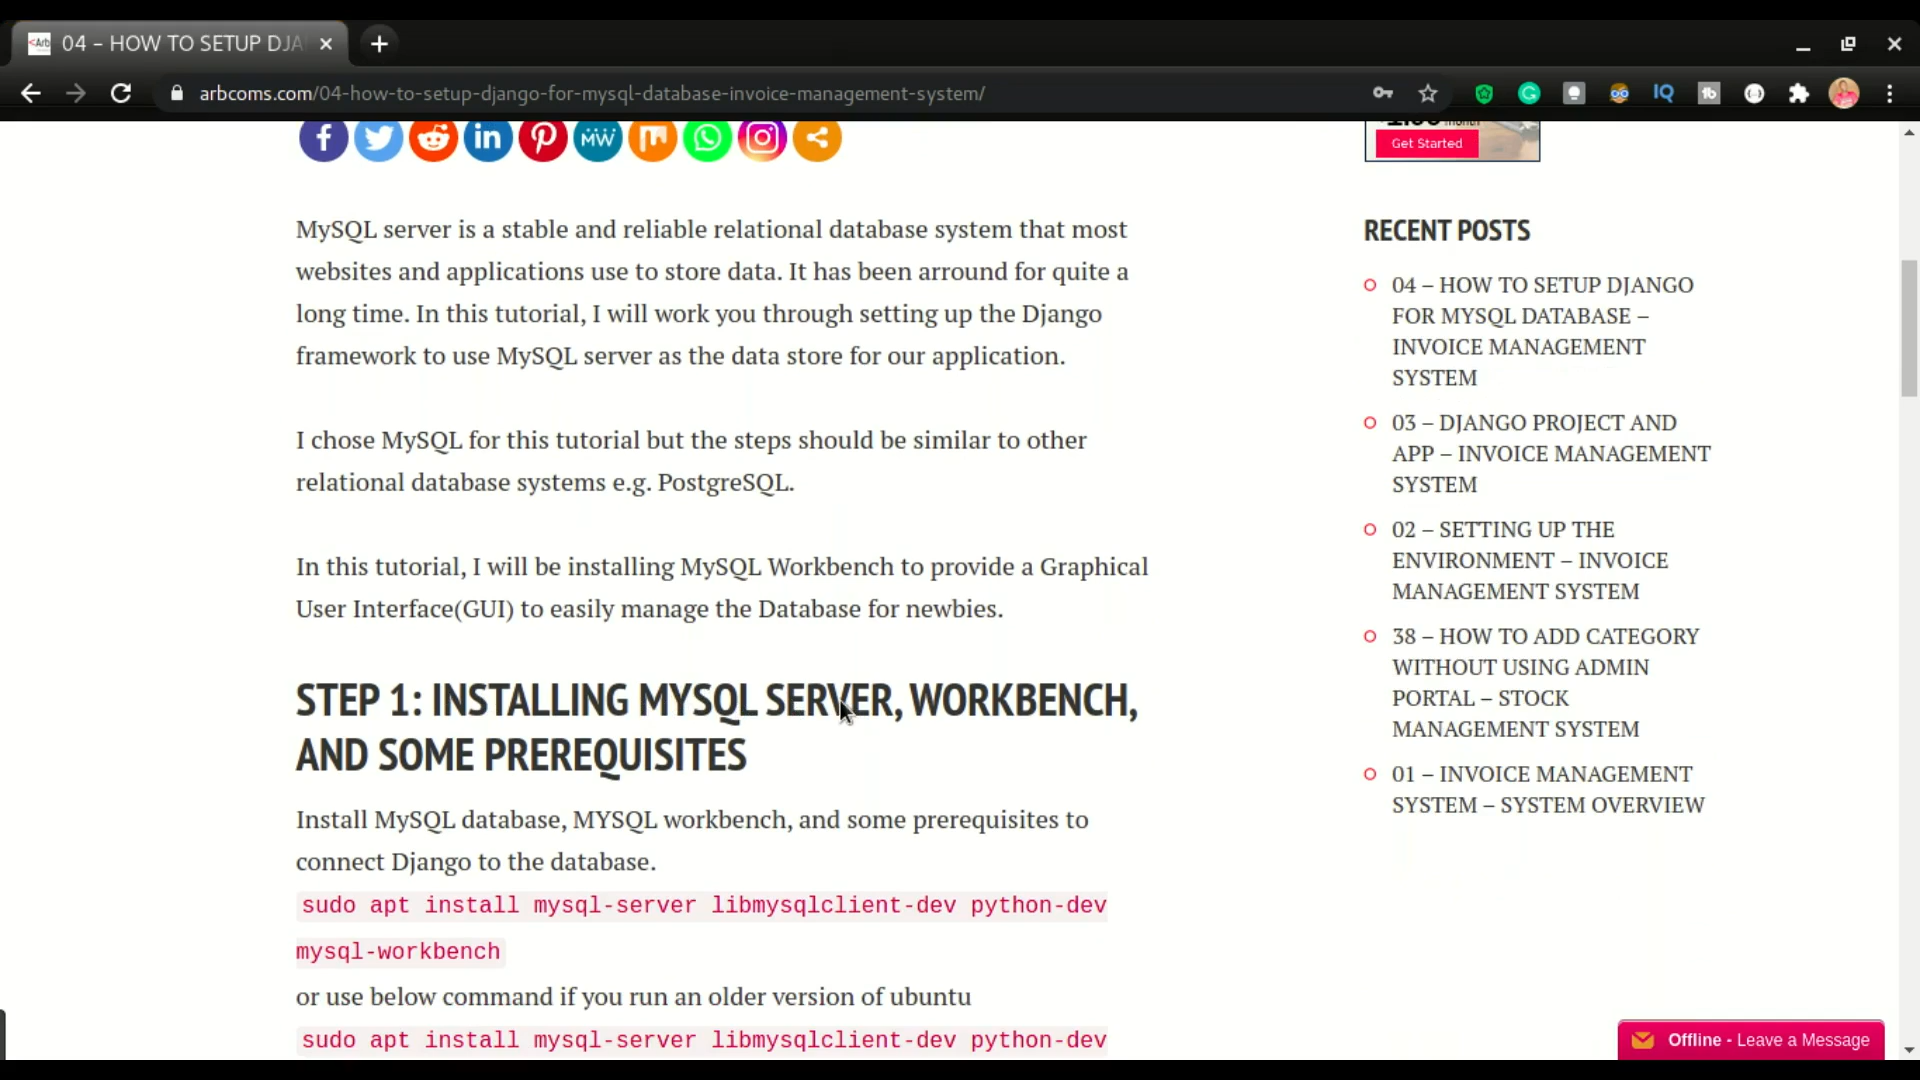 04 – HOW TO SETUP DJA
arbcoms.com/04-how-to-setup-django-for-mysql-database-invoice-management-system/
month
Get Started
MySQL server is a stable and reliable relational database system that most
websites and applications use to store data. It has been arround for quite a
long time. In this tutorial, I will work you through setting up the Django
framework to use MySQL server as the data store for our application.
I chose MySQL for this tutorial but the steps should be similar to other
relational database systems e.g. PostgreSQL.
In this tutorial, I will be installing MySQL Workbench to provide a Graphical
User Interface(GUI) to easily manage the Database for newbies.
STEP 1: INSTALLING MYSQL SERVER, WORKBENCH,
AND SOME PREREQUISITES
Install MySQL database, MYSQL workbench, and some prerequisites to
connect Django to the database.
sudo apt install mysql-server libmysqlclient-dev python-dev
mysql-workbench
or use below command if you run an older version of ubuntu
sudo apt install mysql-server libmysqlclient-dev python-dev
RECENT POSTS
04 – HOW TO SETUP DJANGO
FOR MYSQL DATABASE –
INVOICE MANAGEMENT
SYSTEM
03 – DJANGO PROJECT AND
APP – INVOICE MANAGEMENT
SYSTEM
02 – SETTING UP THE
ENVIRONMENT – INVOICE
MANAGEMENT SYSTEM
38 – HOW TO ADD CATEGORY
WITHOUT USING ADMIN
PORTAL – STOCK
MANAGEMENT SYSTEM
01 – INVOICE MANAGEMENT
SYSTEM – SYSTEM OVERVIEW
Offline - Leave a Message